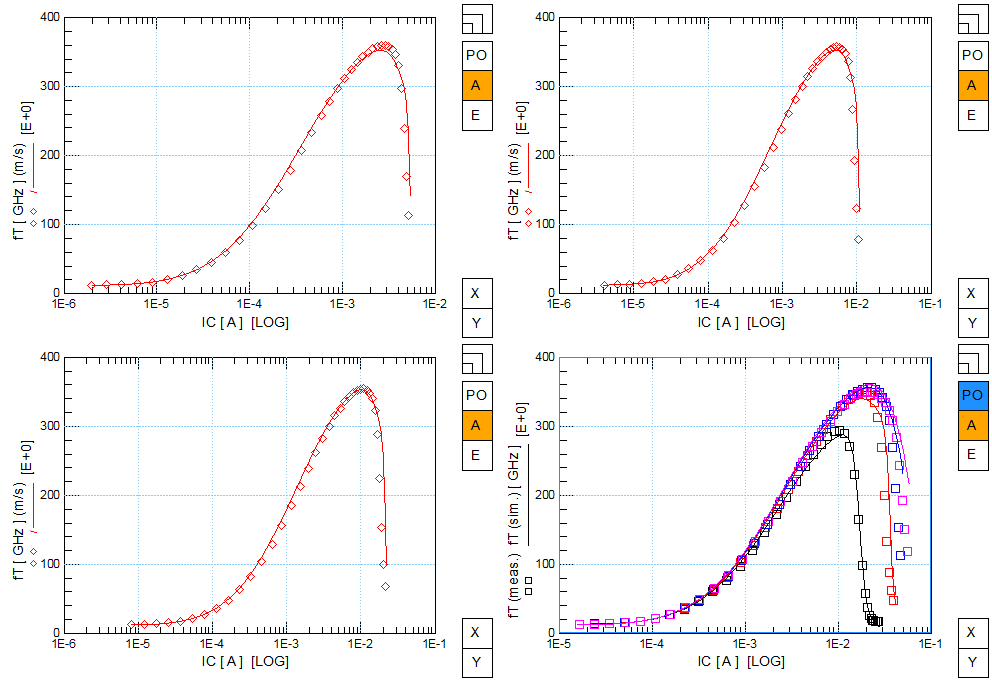 400
300
200
100
0
fT [ GHz ] (m/s) [E+0]
1E-6 1E-5 1E-4 1E-3 1E-2
IC [ A ] [LOG]
PO
A
E
X
Y
400
300
200
100
0
fT [ GHz ] (m/s) [E+0]
1E-6 1E-5 1E-4 1E-3 1E-2 1E-1
IC [ A ] [LOG]
PO
A
E
X
Y
400
300
200
100
0
fT [ GHz ] (m/s) [E+0]
1E-6 1E-5 1E-4 1E-3 1E-2 1E-1
IC [ A ] [LOG]
PO
A
E
X
Y
400
300
200
100
0
fT (meas.) fT (sim.) [ GHz ] [E+0]
1E-5 1E-4 1E-3 1E-2 1E-1
IC [ A ] [LOG]
PO
A
E
X
Y